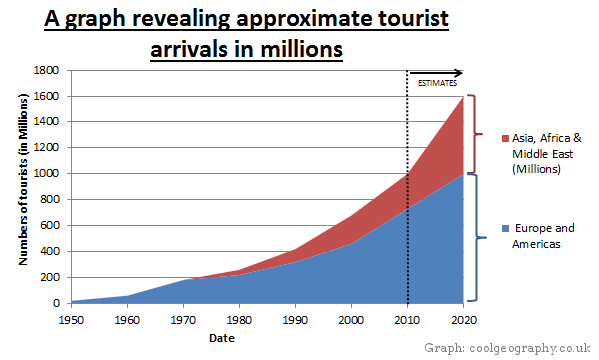 A graph revealing approximate tourist
arrivals in millions
1800
1600
1400
1200
1000
800
600
400
200
0
Numbers of tourists (in Millions)
ESTIMATES
1950 1960 1970 1980 1990 2000 2010 2020
Date
Asia, Africa &
Middle East
(Millions)
Europe and
Americas
Graph: coolgeography.co.uk